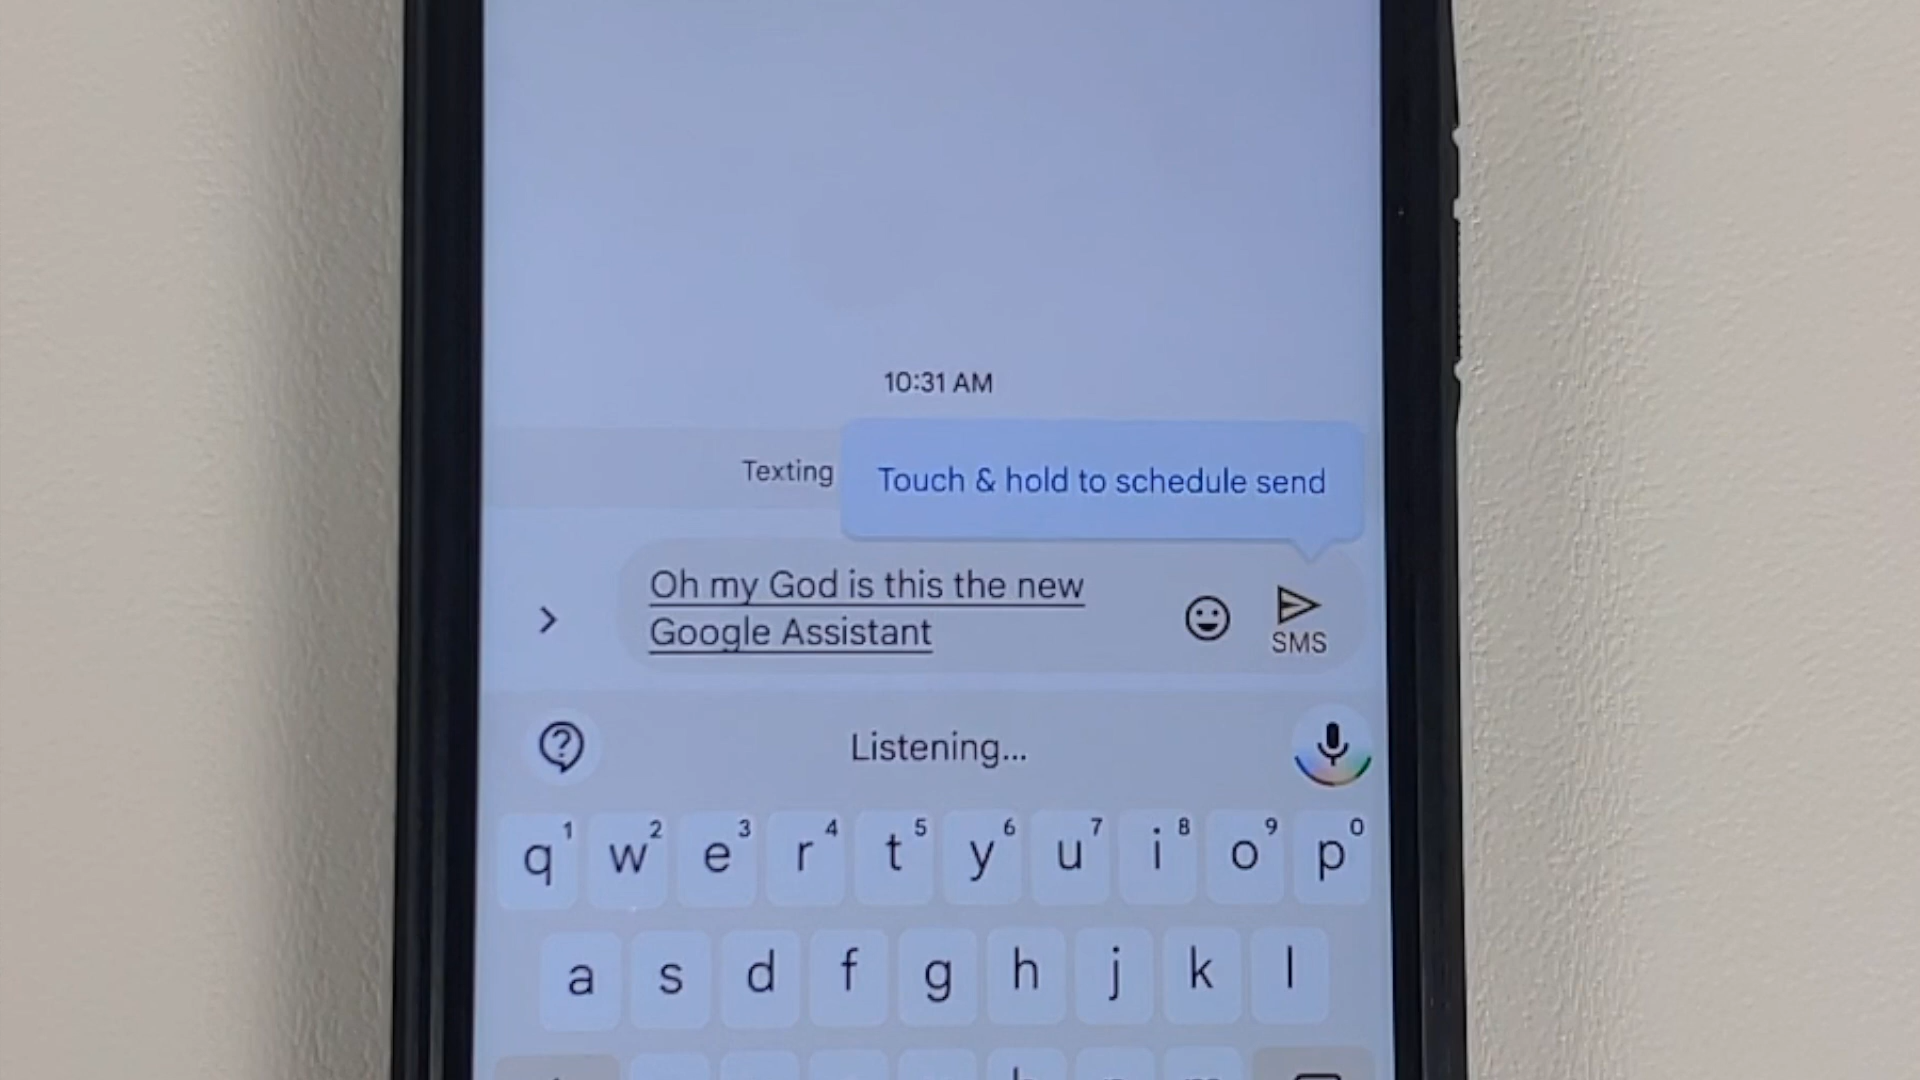 10:31 AM
Texting
Touch & hold to schedule send
Oh my God is this the new
Google Assistant
SMS
Listening...
q1 w2 e3 r4 t5 y6 u7 i8 o9 p0
a s d f g h j k l